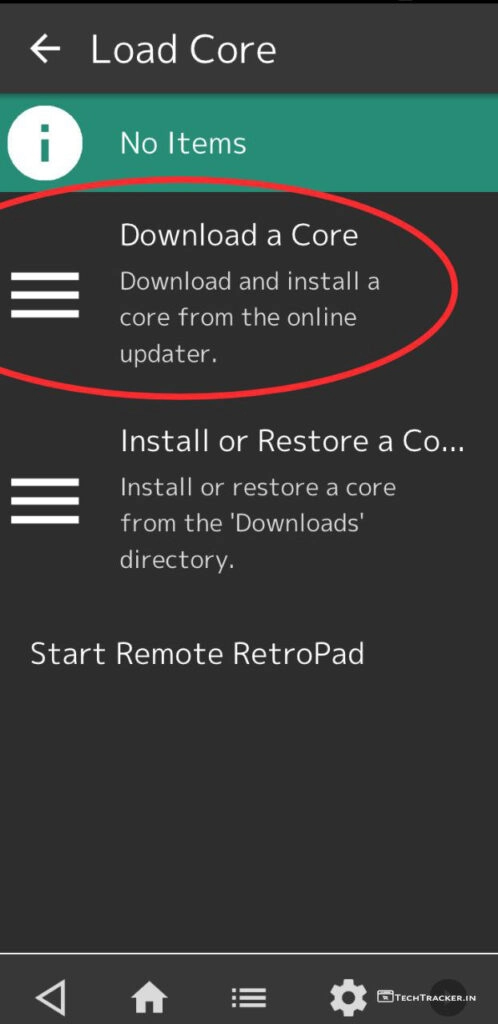 Load Core
i
No Items
Download a Core
Download and install a
core from the online
updater.
Install or Restore a Co...
Install or restore a core
from the 'Downloads'
directory.
Start Remote RetroPad
TechTracker.in